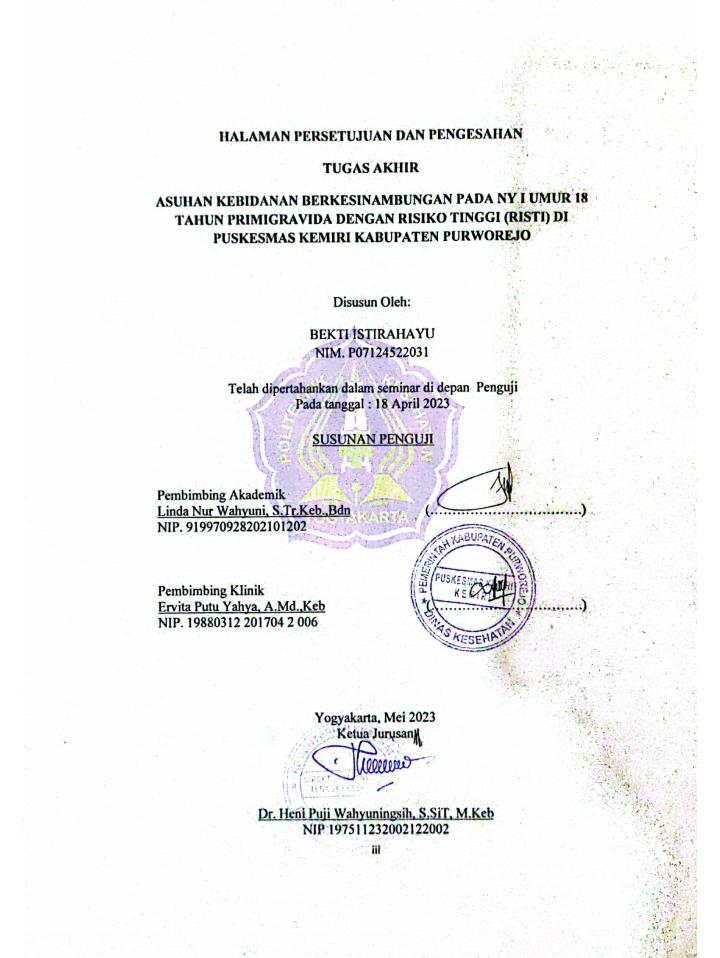 HALAMAN PERSETUJUAN DAN PENGESAHAN
TUGAS AKHIR
ASUHAN KEBIDANAN BERKESINAMBUNGAN PADA NY I UMUR 18
TAHUN PRIMIGRAVIDA DENGAN RISIKO TINGGI (RISTI) DI
PUSKESMAS KEMIRI KABUPATEN PURWOREJO
Disusun Oleh:
BEKTI ISTIRAHAYU
NIM. P07124522031
Telah dipertahankan dalam seminar di depan Penguji
Pada tanggal : 18 April 2023
SUSUNAN PENGUJI
POLITEKNIK KESEHATAN
YOGYAKARTA
Pembimbing Akademik
Linda Nur Wahyuni, S.Tr.Keb.,Bdn (................................)
NIP. 919970928202101202
PEMERINTAH KABUPATEN PURWOREJO
PUSKESMAS
DINAS KESEHATAN
Pembimbing Klinik
Ervita Putu Yahya, A.Md.,Keb (................................)
NIP. 19880312 201704 2 006
Yogyakarta, Mei 2023
Ketua Jurusan
Dr. Heni Puji Wahyuningsih, S.SiT, M.Keb
NIP 197511232002122002
iii